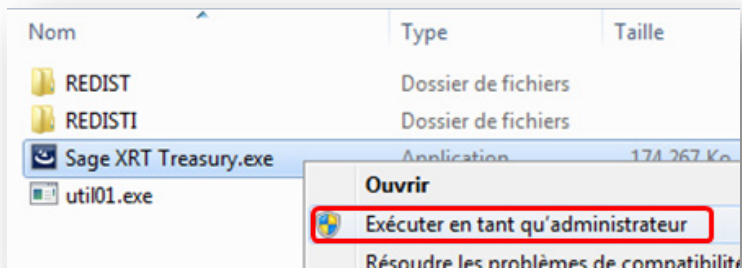 Nom Type Taille
REDIST Dossier de fichiers
REDISTI Dossier de fichiers
Sage XRT Treasury.exe Application 174 267 Ko
util01.exe
Ouvrir
Exécuter en tant qu'administrateur
Résoudre les problèmes de compatibilité